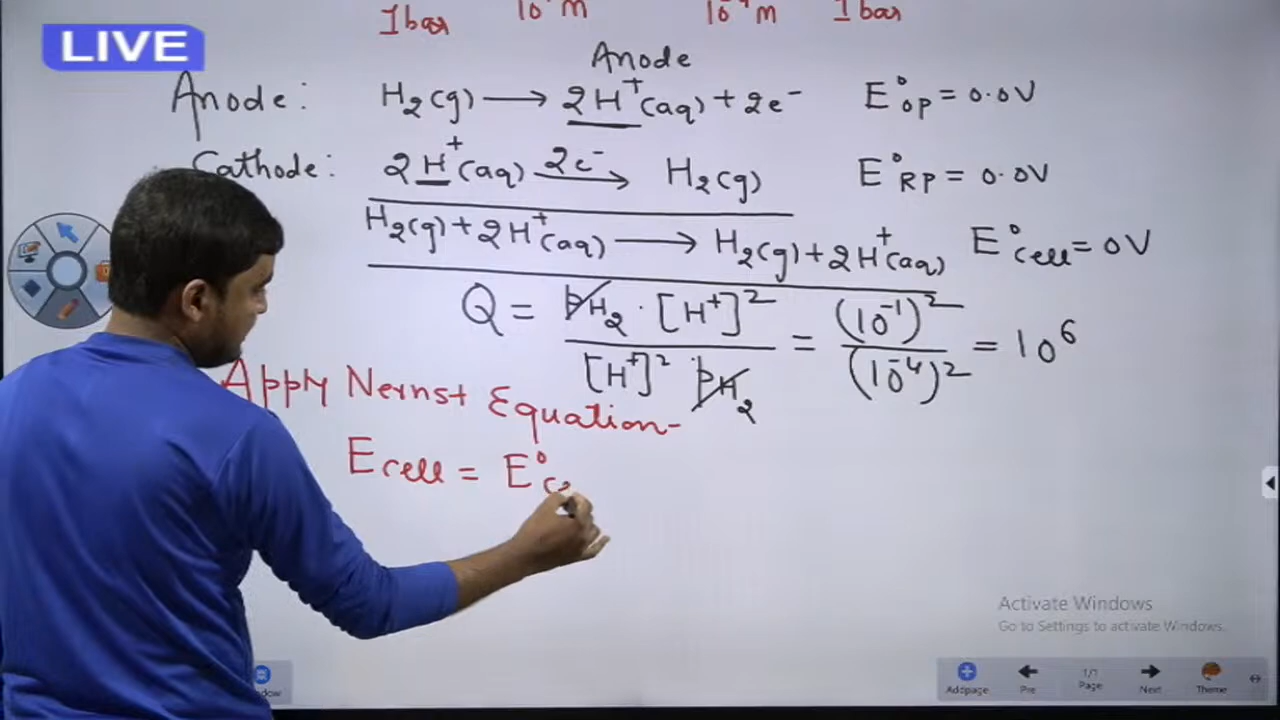 LIVE
1bar 10⁻¹M 10⁻⁴M 1bar
Anode
Anode: H₂(g) ⟶ 2H⁺(aq) + 2e⁻ E°op = 0.0V
Cathode: 2H⁺(aq) 2e⁻⟶ H₂(g) E°RP = 0.0V
H₂(g) + 2H⁺(aq) ⟶ H₂(g) + 2H⁺(aq) E°cell = 0V
Q = pH₂ · [H⁺]² / [H⁺]² pH₂ = (10⁻¹)² / (10⁻⁴)² = 10⁶
Apply Nernst Equation-
Ecell = E°c
Activate Windows
Go to Settings to activate Windows.
Addpage Pre 1/1 Page Next Theme